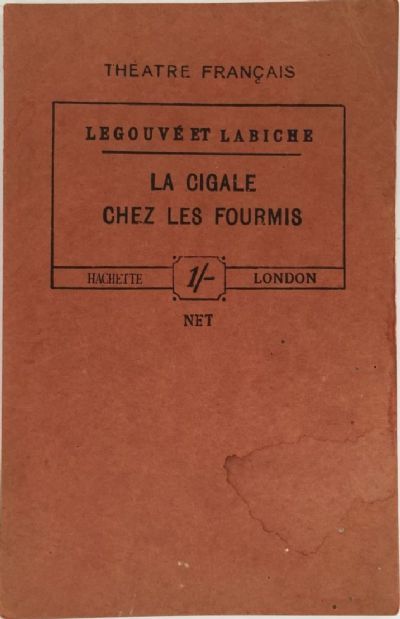 THÉATRE FRANÇAIS
LEGOUVÉ ET LABICHE
LA CIGALE
CHEZ LES FOURMIS
HACHETTE 1/- LONDON
NET